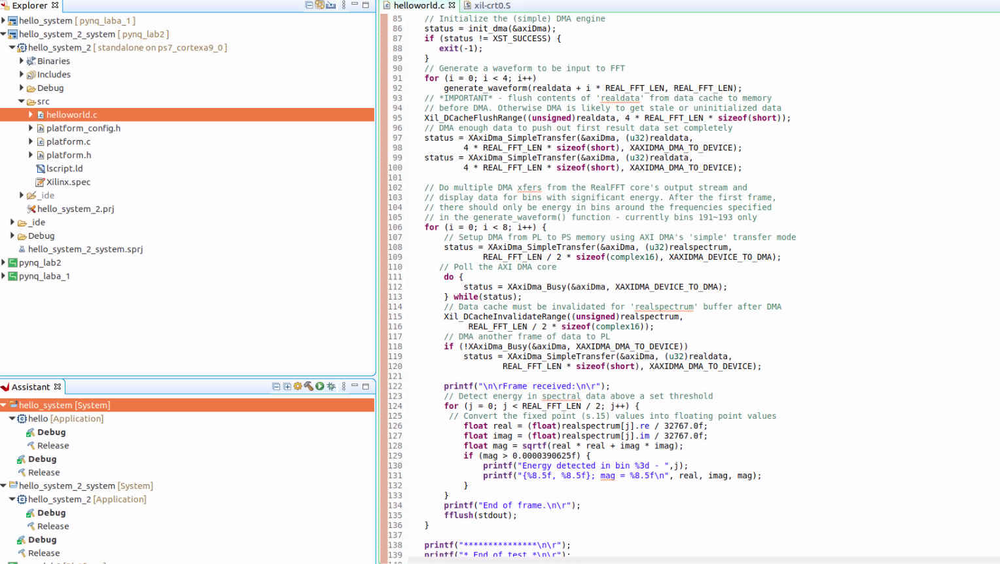 Explorer
hello_system [ pynq_laba_1 ]
hello_system_2_system [ pynq_lab2 ]
hello_system_2 [ standalone on ps7_cortexa9_0 ]
Binaries
Includes
Debug
src
helloworld.c
platform_config.h
platform.c
platform.h
lscript.ld
Xilinx.spec
_ide
hello_system_2.prj
_ide
Debug
hello_system_2_system.sprj
pynq_lab2
pynq_laba_1
Assistant
hello_system [System]
hello [Application]
Debug
Release
Debug
Release
hello_system_2_system [System]
hello_system_2 [Application]
Debug
Release
Debug
Release
helloworld.c xil-crt0.S
85 // Initialize the (simple) DMA engine
86 status = init_dma(&axiDma);
87 if (status != XST_SUCCESS) {
88 exit(-1);
89 }
90 // Generate a waveform to be input to FFT
91 for (i = 0; i < 4; i++)
92 generate_waveform(realdata + i * REAL_FFT_LEN, REAL_FFT_LEN);
93 // *IMPORTANT* - flush contents of 'realdata' from data cache to memory
94 // before DMA. Otherwise DMA is likely to get stale or uninitialized data
95 Xil_DCacheFlushRange((unsigned)realdata, 4 * REAL_FFT_LEN * sizeof(short));
96 // DMA enough data to push out first result data set completely
97 status = XAxiDma_SimpleTransfer(&axiDma, (u32)realdata,
98 4 * REAL_FFT_LEN * sizeof(short), XAXIDMA_DMA_TO_DEVICE);
99 status = XAxiDma_SimpleTransfer(&axiDma, (u32)realdata,
100 4 * REAL_FFT_LEN * sizeof(short), XAXIDMA_DMA_TO_DEVICE);
101
102 // Do multiple DMA xfers from the RealFFT core's output stream and
103 // display data for bins with significant energy. After the first frame,
104 // there should only be energy in bins around the frequencies specified
105 // in the generate_waveform() function - currently bins 191~193 only
106 for (i = 0; i < 8; i++) {
107 // Setup DMA from PL to PS memory using AXI DMA's 'simple' transfer mode
108 status = XAxiDma_SimpleTransfer(&axiDma, (u32)realspectrum,
109 REAL_FFT_LEN / 2 * sizeof(complex16), XAXIDMA_DEVICE_TO_DMA);
110 // Poll the AXI DMA core
111 do {
112 status = XAxiDma_Busy(&axiDma, XAXIDMA_DEVICE_TO_DMA);
113 } while(status);
114 // Data cache must be invalidated for 'realspectrum' buffer after DMA
115 Xil_DCacheInvalidateRange((unsigned)realspectrum,
116 REAL_FFT_LEN / 2 * sizeof(complex16));
117 // DMA another frame of data to PL
118 if (!XAxiDma_Busy(&axiDma, XAXIDMA_DMA_TO_DEVICE))
119 status = XAxiDma_SimpleTransfer(&axiDma, (u32)realdata,
120 REAL_FFT_LEN * sizeof(short), XAXIDMA_DMA_TO_DEVICE);
121
122 printf("\n\rFrame received:\n\r");
123 // Detect energy in spectral data above a set threshold
124 for (j = 0; j < REAL_FFT_LEN / 2; j++) {
125 // Convert the fixed point (s.15) values into floating point values
126 float real = (float)realspectrum[j].re / 32767.0f;
127 float imag = (float)realspectrum[j].im / 32767.0f;
128 float mag = sqrtf(real * real + imag * imag);
129 if (mag > 0.0000390625f) {
130 printf("Energy detected in bin %3d - ",j);
131 printf("{%8.5f, %8.5f}; mag = %8.5f\n", real, imag, mag);
132 }
133 }
134 printf("End of frame.\n\r");
135 fflush(stdout);
136 }
137
138 printf("***************\n\r");
139 printf("* End of test *\n\r");